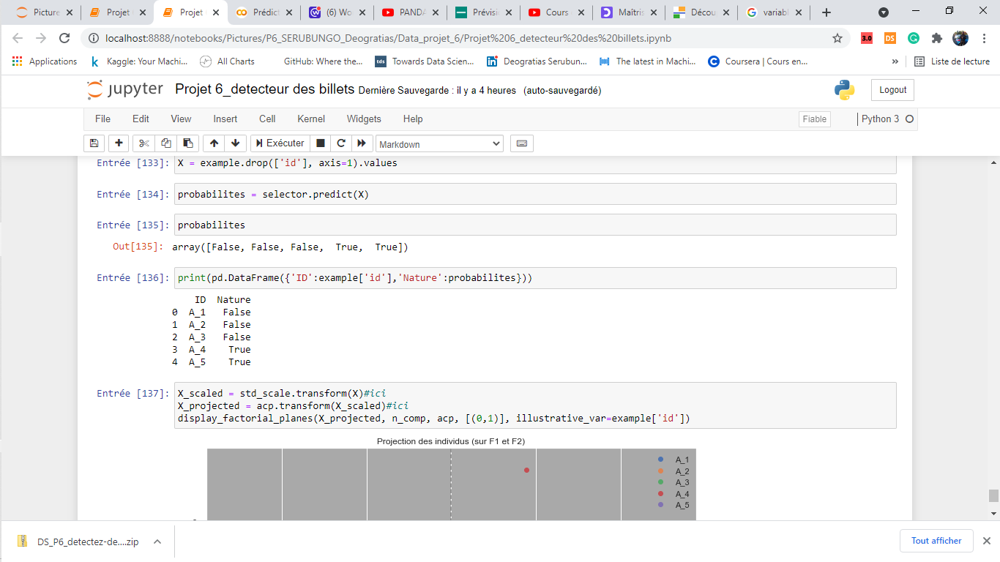 Picture
Projet
Projet
Prédict
(6) Wo
PANDA
Prévisi
Cours
Maîtris
Décou
variabl
localhost:8888/notebooks/Pictures/P6_SERUBUNGO_Deogratias/Data_projet_6/Projet%206_detecteur%20des%20billets.ipynb
3.0
DS
Applications
Kaggle: Your Machi...
All Charts
GitHub: Where the...
tds
Towards Data Scien...
Deogratias Serubun...
The latest in Machi...
Coursera | Cours en...
»
Liste de lecture
jupyter
Projet 6_detecteur des billets Dernière Sauvegarde : il y a 4 heures (auto-sauvegardé)
Logout
File Edit View Insert Cell Kernel Widgets Help
Fiable
Python 3
Exécuter
Markdown
Entrée [133]: X = example.drop(['id'], axis=1).values
Entrée [134]: probabilites = selector.predict(X)
Entrée [135]: probabilites
Out[135]: array([False, False, False,  True,  True])
Entrée [136]: print(pd.DataFrame({'ID':example['id'],'Nature':probabilites}))
ID Nature
0 A_1 False
1 A_2 False
2 A_3 False
3 A_4 True
4 A_5 True
Entrée [137]: X_scaled = std_scale.transform(X)#ici
X_projected = acp.transform(X_scaled)#ici
display_factorial_planes(X_projected, n_comp, acp, [(0,1)], illustrative_var=example['id'])
Projection des individus (sur F1 et F2)
A_1
A_2
A_3
A_4
A_5
DS_P6_detectez-de....zip
Tout afficher